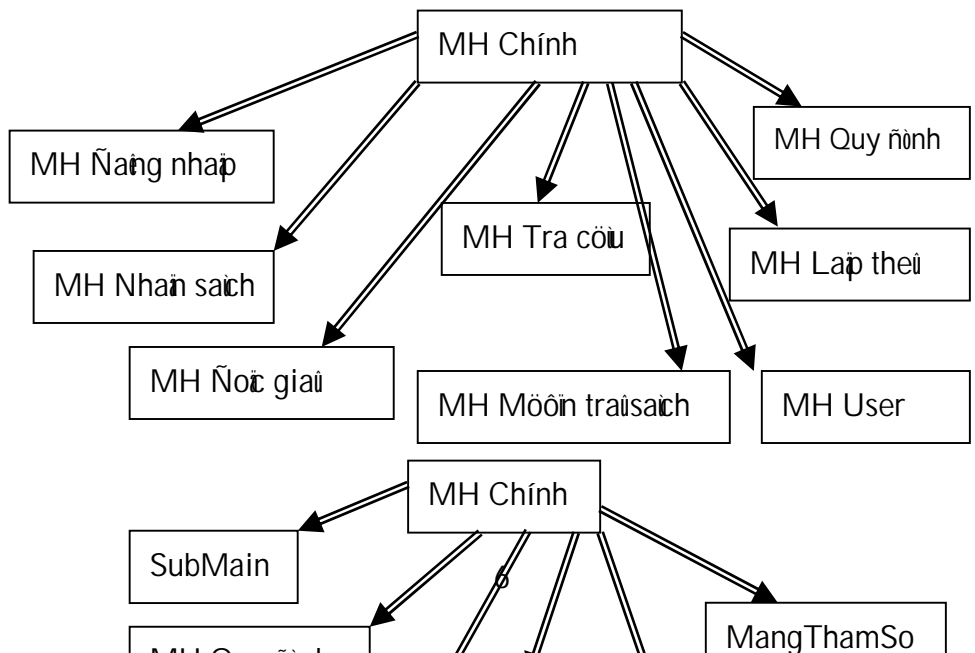 MH Chính
MH Quy ñònh
MH Ñaêng nhaäp
MH Tra cöùu
MH Laäp theû
MH Nhaän saùch
MH Ñoäc giaû
MH Möôïn traû saùch
MH User
MH Chính
SubMain
6
MangThamSo